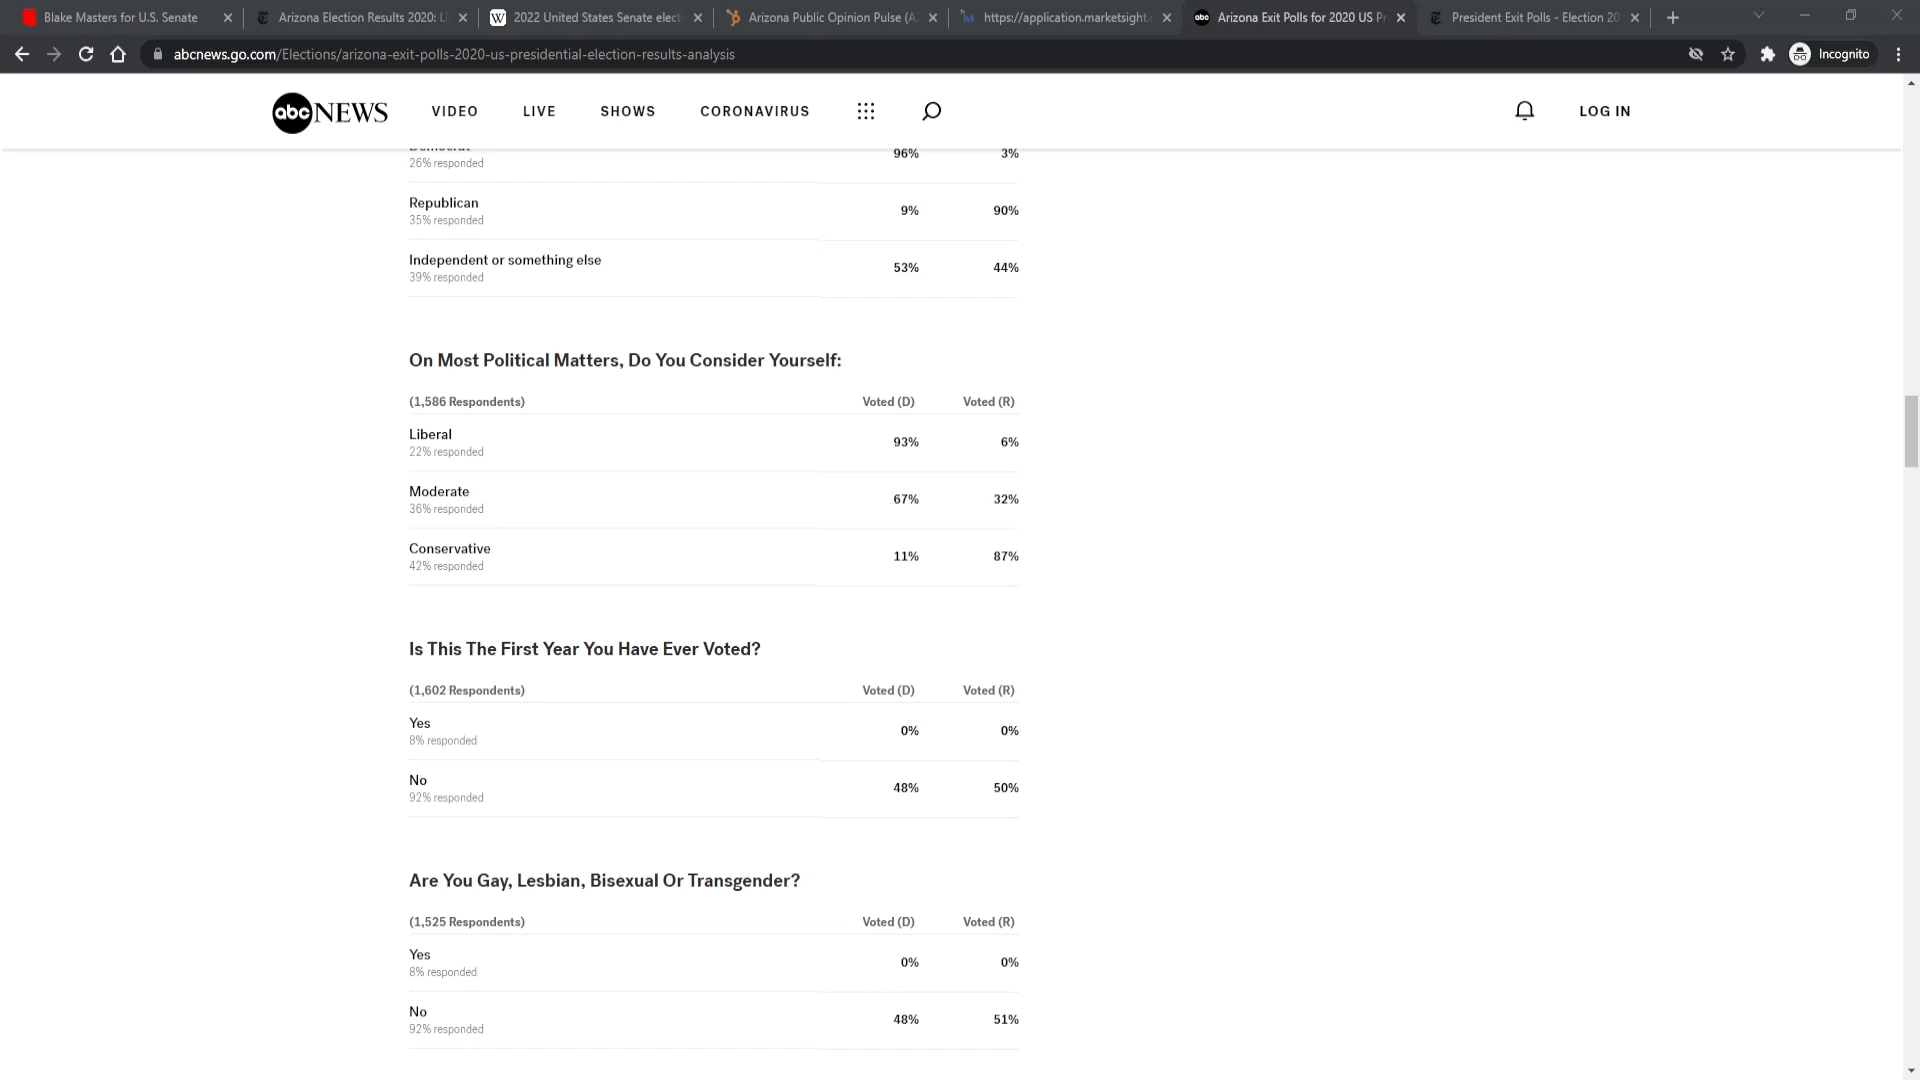 Blake Masters for U.S. Senate
Arizona Election Results 2020: Li
2022 United States Senate elect
Arizona Public Opinion Pulse (A
https://application.marketsight.
Arizona Exit Polls for 2020 US P
President Exit Polls - Election 20
abcnews.go.com/Elections/arizona-exit-polls-2020-us-presidential-election-results-analysis
Incognito
abc NEWS
VIDEO
LIVE
SHOWS
CORONAVIRUS
LOG IN
Democrat
96% 3%
26% responded
Republican
9% 90%
35% responded
Independent or something else
53% 44%
39% responded
On Most Political Matters, Do You Consider Yourself:
(1,586 Respondents) Voted (D) Voted (R)
Liberal
93% 6%
22% responded
Moderate
67% 32%
36% responded
Conservative
11% 87%
42% responded
Is This The First Year You Have Ever Voted?
(1,602 Respondents) Voted (D) Voted (R)
Yes
0% 0%
8% responded
No
48% 50%
92% responded
Are You Gay, Lesbian, Bisexual Or Transgender?
(1,525 Respondents) Voted (D) Voted (R)
Yes
0% 0%
8% responded
No
48% 51%
92% responded